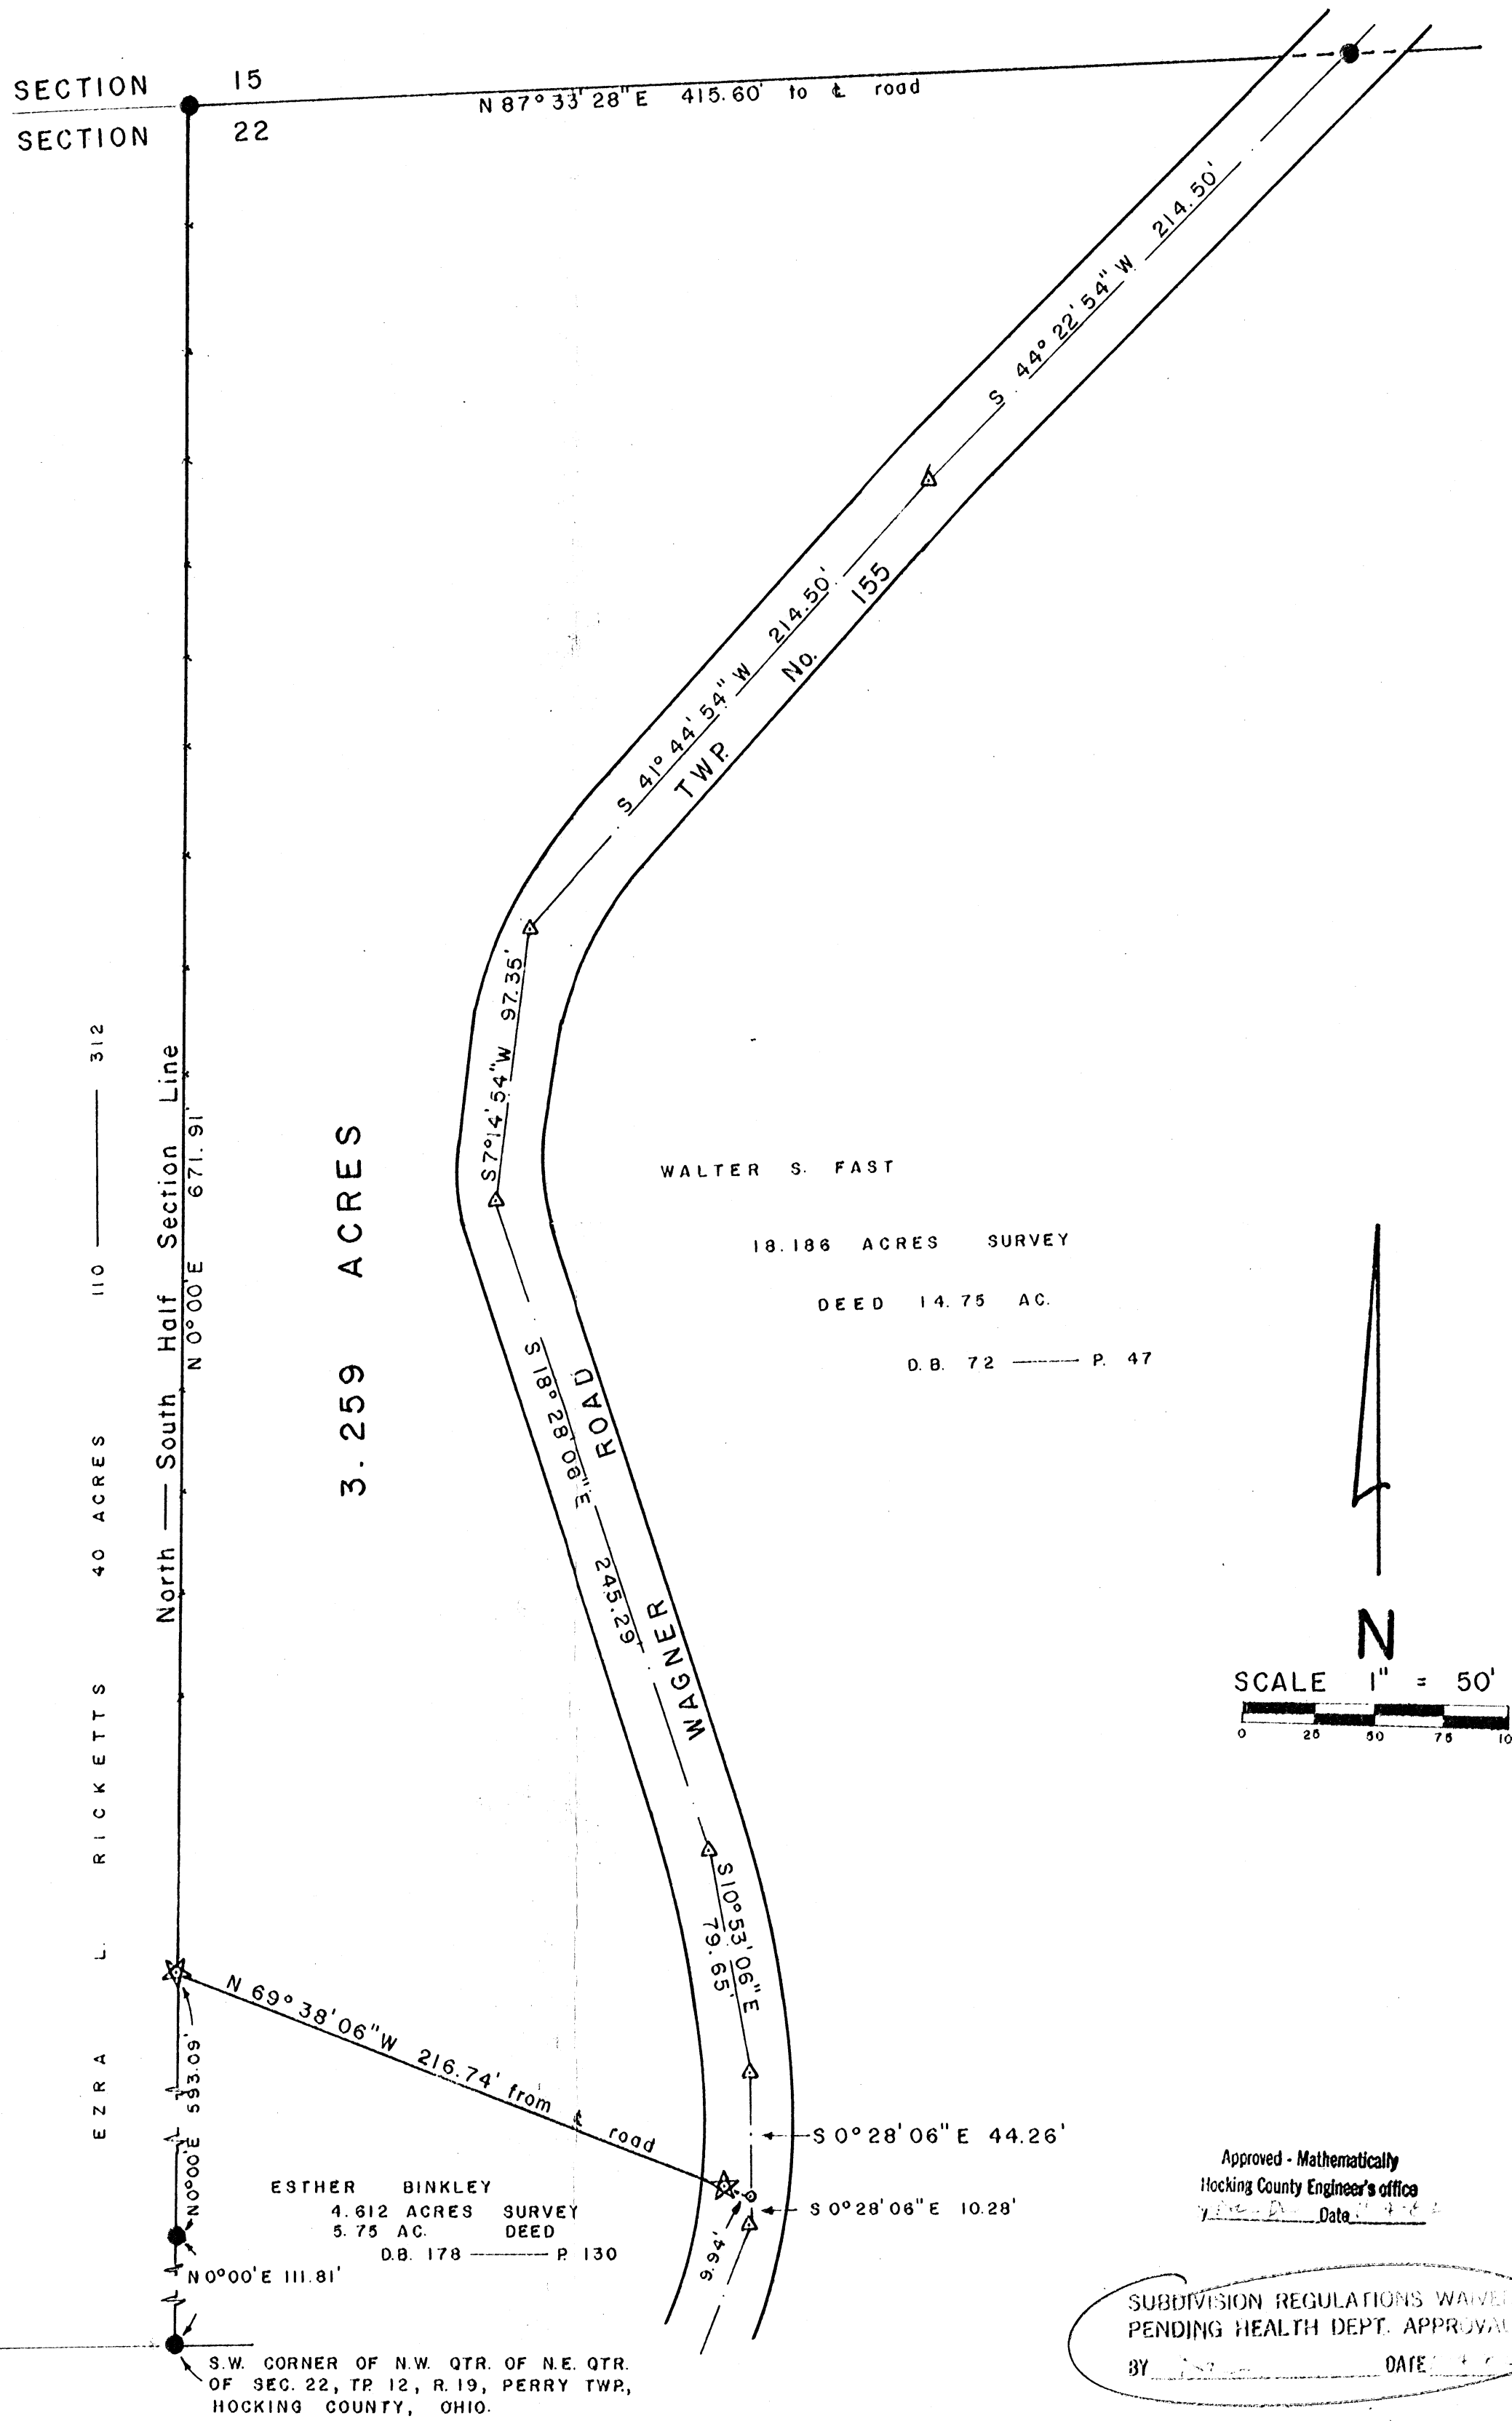 SECTION 15
N 87° 33' 28" E 415.60' to ℄ road
SECTION 22
S 44° 22' 54" W 214.50'
S 41° 44' 54" W 214.50'
TWP. No. 155
S 7° 14' 54" W 97.35'
EZRA L. RICKETTS 40 ACRES 110 —— 312
North — South Half Section Line
N 0° 00' E 671.91'
3.259 ACRES
WALTER S. FAST
18.186 ACRES SURVEY
DEED 14.75 AC.
D.B. 72 —— P. 47
S 18° 28' 08" E 245.29'
WAGNER ROAD
N
SCALE 1" = 50'
0 25 50 75 10
S 10° 53' 06" E
79.65'
N 69° 38' 06" W 216.74' from ℄ road
N 0°00' E 593.09'
S 0° 28' 06" E 44.26'
S 0° 28' 06" E 10.28'
9.94'
ESTHER BINKLEY
4.612 ACRES SURVEY
5.75 AC. DEED
D.B. 178 —— P. 130
N 0°00' E 111.81'
S.W. CORNER OF N.W. QTR. OF N.E. QTR.
OF SEC. 22, TP. 12, R. 19, PERRY TWP.,
HOCKING COUNTY, OHIO.
Approved - Mathematically
Hocking County Engineer's office
Date
SUBDIVISION REGULATIONS WAIVE
PENDING HEALTH DEPT. APPROVAL
BY DATE